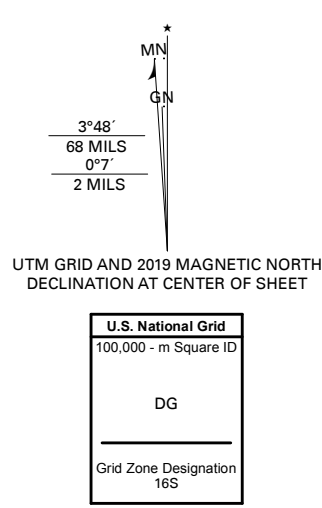 MN
GN
3°48´
68 MILS
0°7´
2 MILS
UTM GRID AND 2019 MAGNETIC NORTH
DECLINATION AT CENTER OF SHEET
U.S. National Grid
100,000 - m Square ID
DG
Grid Zone Designation
16S